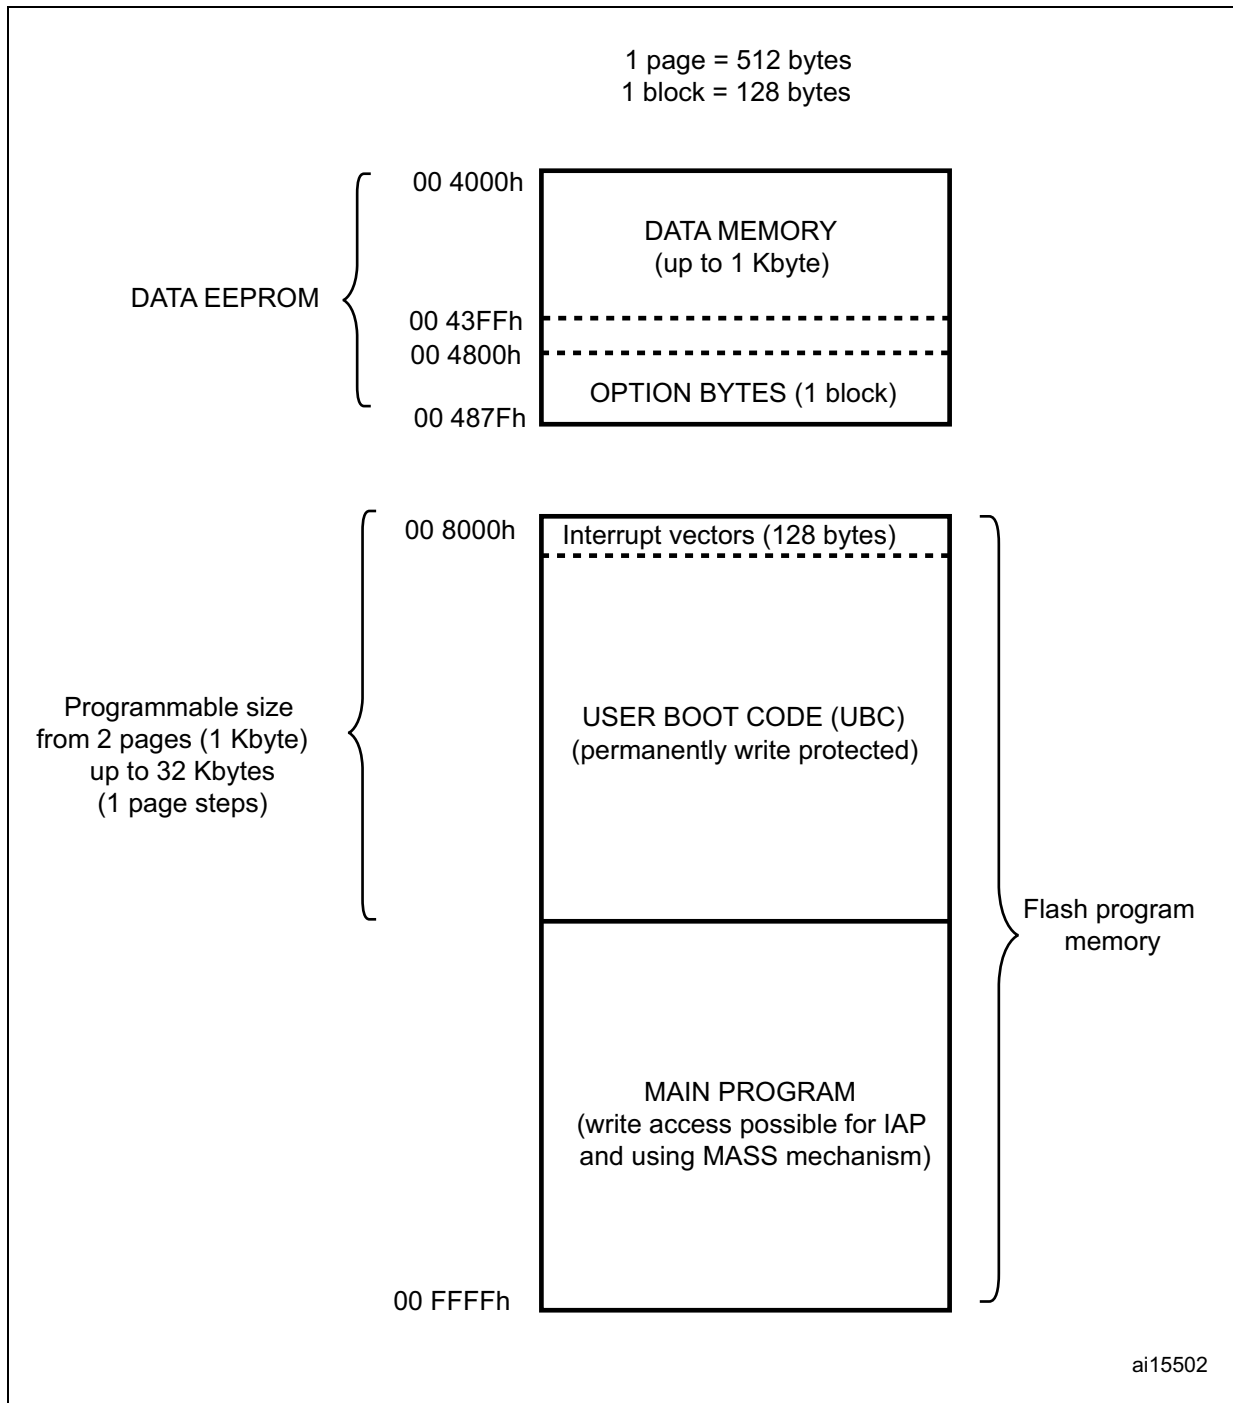 1 page = 512 bytes
1 block = 128 bytes
00 4000h
DATA MEMORY
(up to 1 Kbyte)
DATA EEPROM
00 43FFh
00 4800h
OPTION BYTES (1 block)
00 487Fh
00 8000h
Interrupt vectors (128 bytes)
Programmable size
from 2 pages (1 Kbyte)
up to 32 Kbytes
(1 page steps)
USER BOOT CODE (UBC)
(permanently write protected)
Flash program
memory
MAIN PROGRAM
(write access possible for IAP
and using MASS mechanism)
00 FFFFh
ai15502